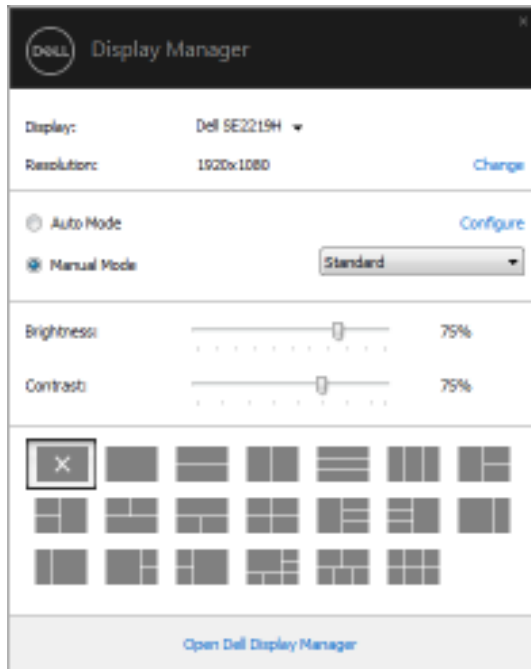 DELL Display Manager
Display: Dell SE2219H
Resolution: 1920x1080 Change
Auto Mode Configure
Manual Mode Standard
Brightness: 75%
Contrast: 75%
Open Dell Display Manager